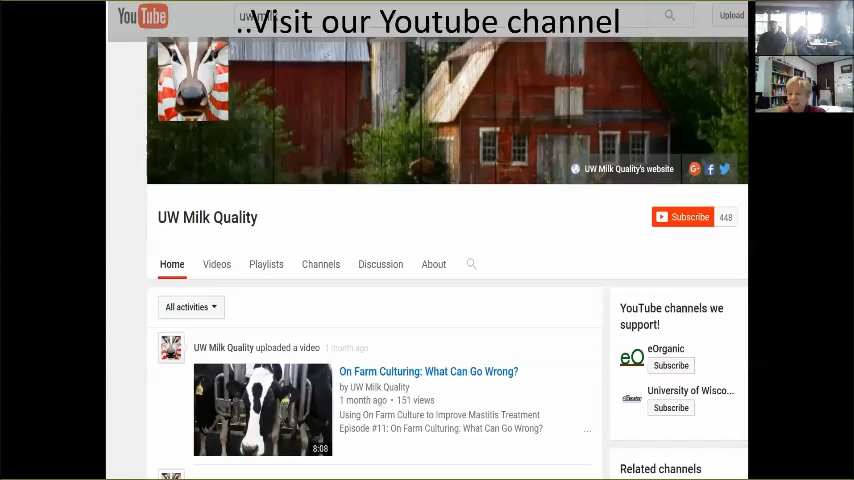 YouTube
uw milk
..Visit our Youtube channel
Upload
UW Milk Quality's website
UW Milk Quality
Subscribe 448
Home Videos Playlists Channels Discussion About
All activities
UW Milk Quality uploaded a video 1 month ago
On Farm Culturing: What Can Go Wrong?
by UW Milk Quality
1 month ago • 151 views
Using On Farm Culture to Improve Mastitis Treatment
Episode #11: On Farm Culturing: What Can Go Wrong?
...
8:08
YouTube channels we
support!
eO eOrganic
Subscribe
University of Wisco...
Subscribe
Related channels